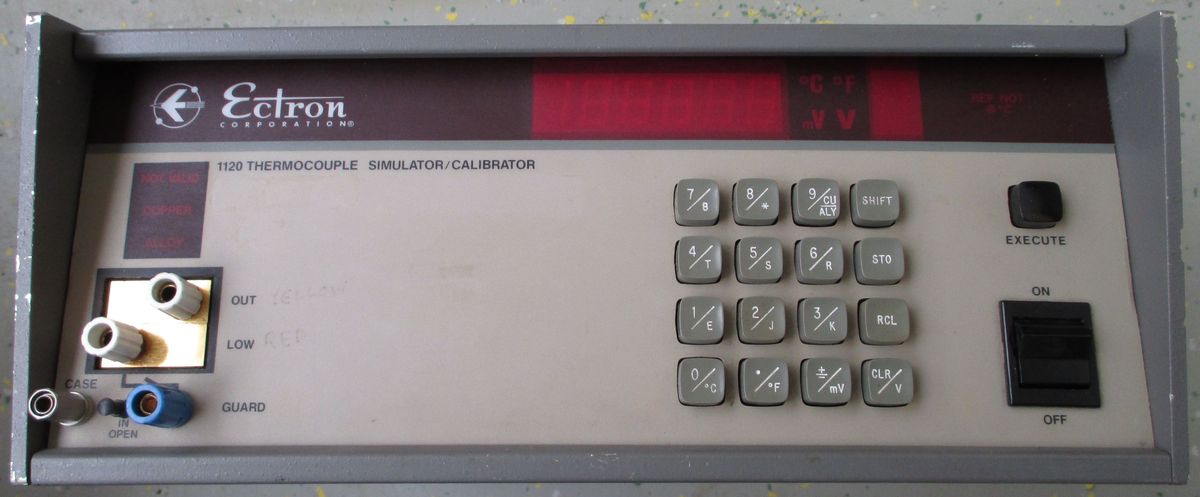 Ectron
CORPORATION®
°C °F
mV V
REF NOT
1120 THERMOCOUPLE SIMULATOR/CALIBRATOR
NOT VALID
COPPER
ALLOY
7/B 8/* 9/CU ALY SHIFT
4/T 5/S 6/R STO
1/E 2/J 3/K RCL
0/°C •/°F ±/mV CLR/V
EXECUTE
ON
OFF
OUT YELLOW
LOW RED
CASE
GUARD
IN
OPEN